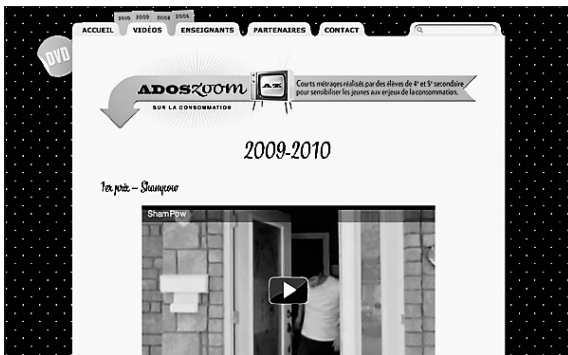 2010 2009 2008 2006
ACCUEIL VIDÉOS ENSEIGNANTS PARTENAIRES CONTACT
DVD
ADOSZOOM
A.Z.
SUR LA CONSOMMATION
Courts métrages réalisés par des élèves de 4e et 5e secondaire
pour sensibiliser les jeunes aux enjeux de la consommation.
2009-2010
1er prix – Shampow
ShamPow